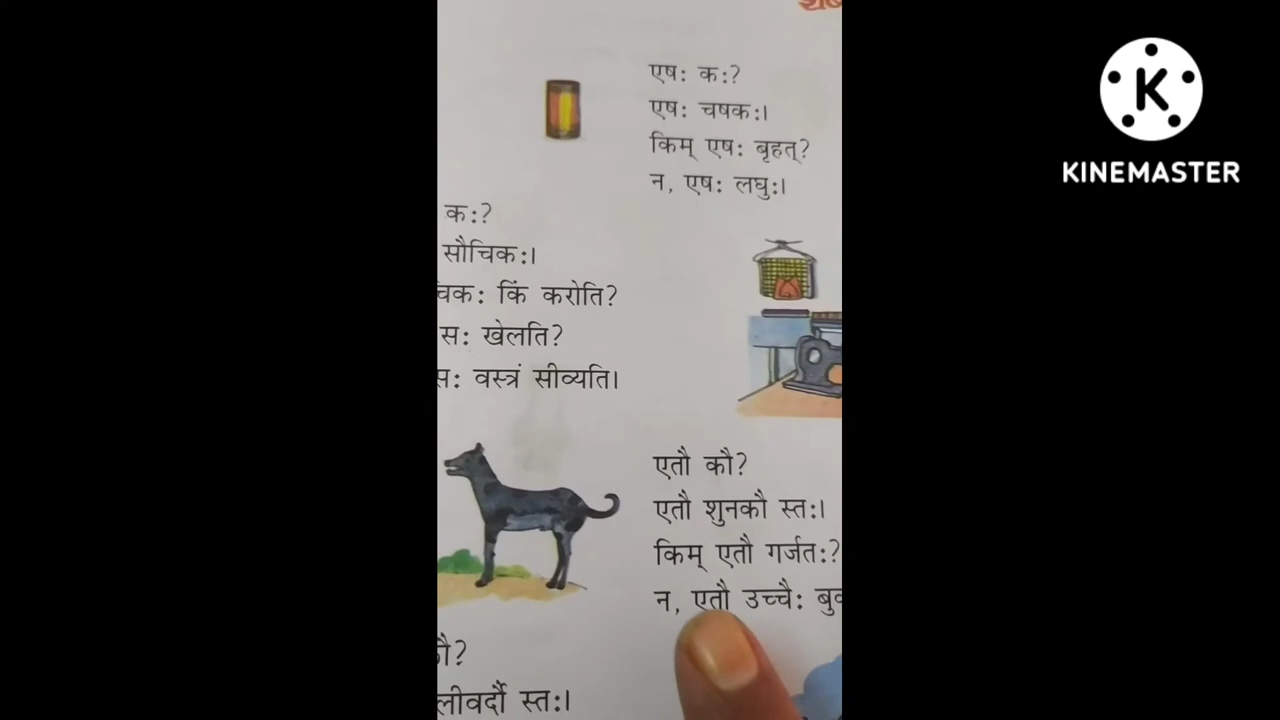 एष: क:?
एष: चषक:।
किम् एष: बृहत्?
न, एष: लघु:।
क:?
सौचिक:।
किं करोति?
स: खेलति?
स: वस्त्रं सीव्यति।
एतौ कौ?
एतौ शुनकौ स्त:।
किम् एतौ गर्जत:?
न, एतौ उच्चै:
स्त:।
KINEMASTER